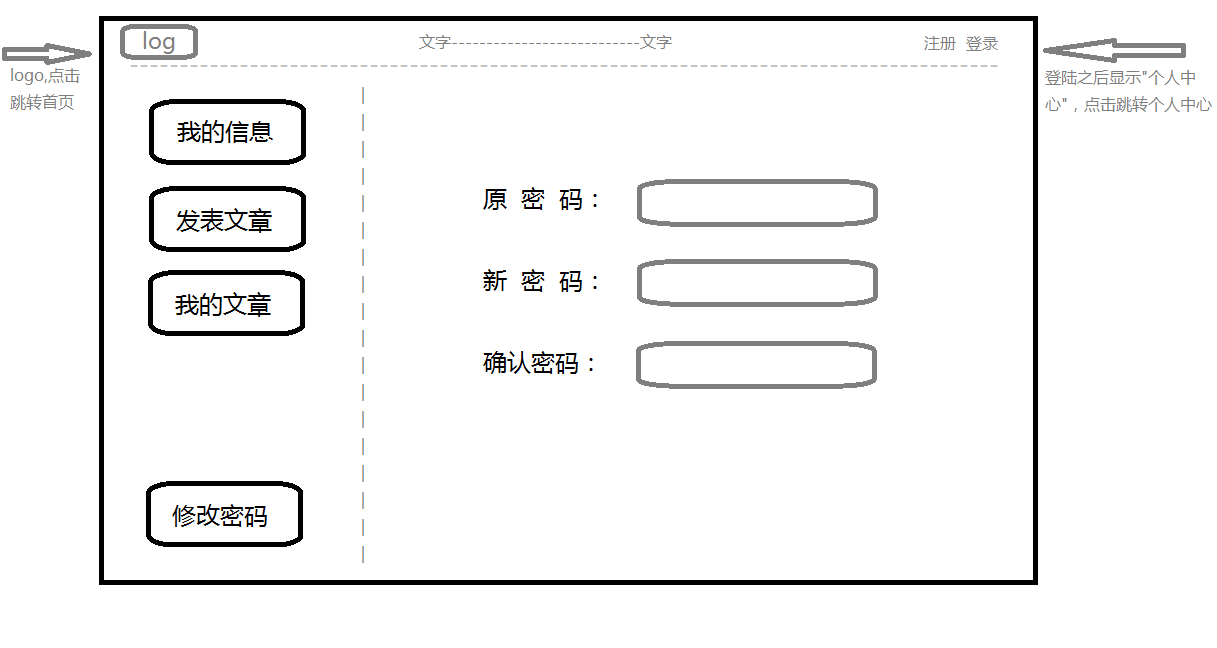 log
文字---------------------------文字
注册 登录
logo,点击
跳转首页
登陆之后显示"个人中
心"，点击跳转个人中心
我的信息
发表文章
我的文章
修改密码
原 密 码：
新 密 码：
确认密码：